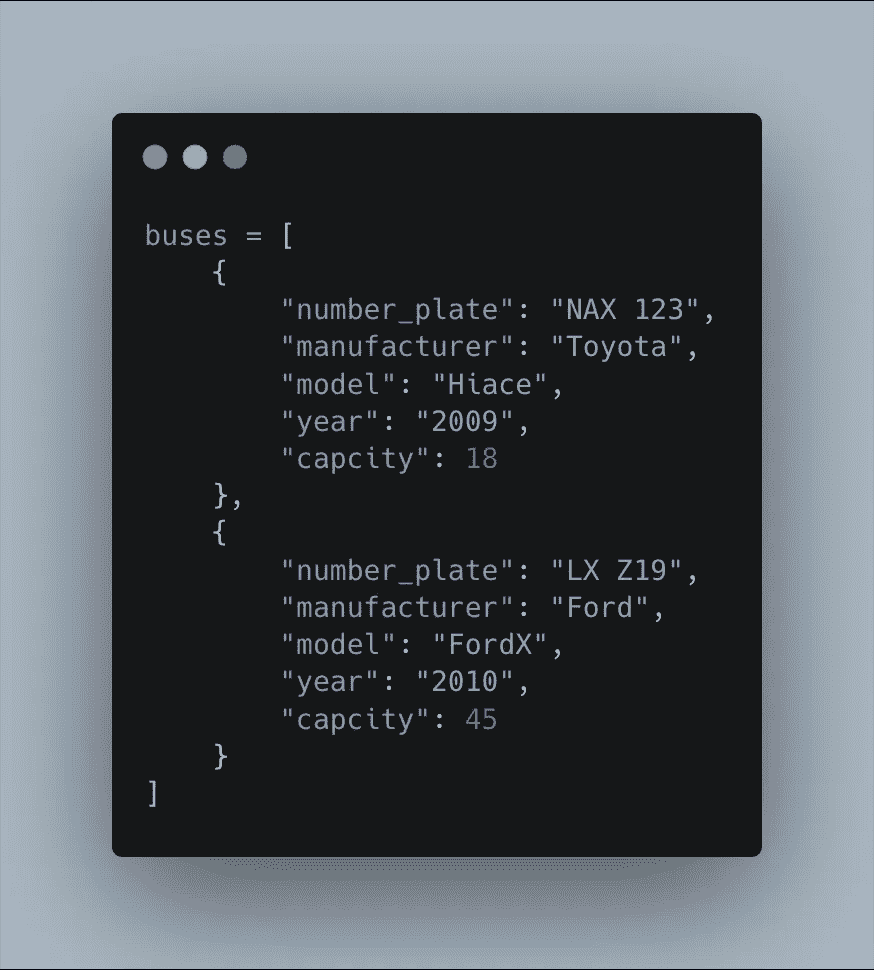 buses = [
    {
        "number_plate": "NAX 123",
        "manufacturer": "Toyota",
        "model": "Hiace",
        "year": "2009",
        "capcity": 18
    },
    {
        "number_plate": "LX Z19",
        "manufacturer": "Ford",
        "model": "FordX",
        "year": "2010",
        "capcity": 45
    }
]